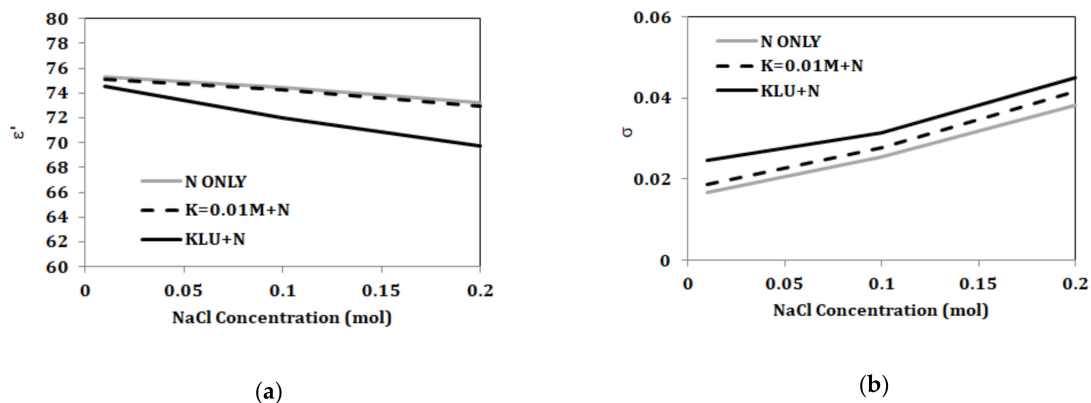 80
78
76
74
72
70
68
66
64
62
60
ε'
N ONLY
K=0.01M+N
KLU+N
0 0.05 0.1 0.15 0.2
NaCl Concentration (mol)
(a)
0.06
0.04
0.02
0
σ
N ONLY
K=0.01M+N
KLU+N
0 0.05 0.1 0.15 0.2
NaCl Concentration (mol)
(b)